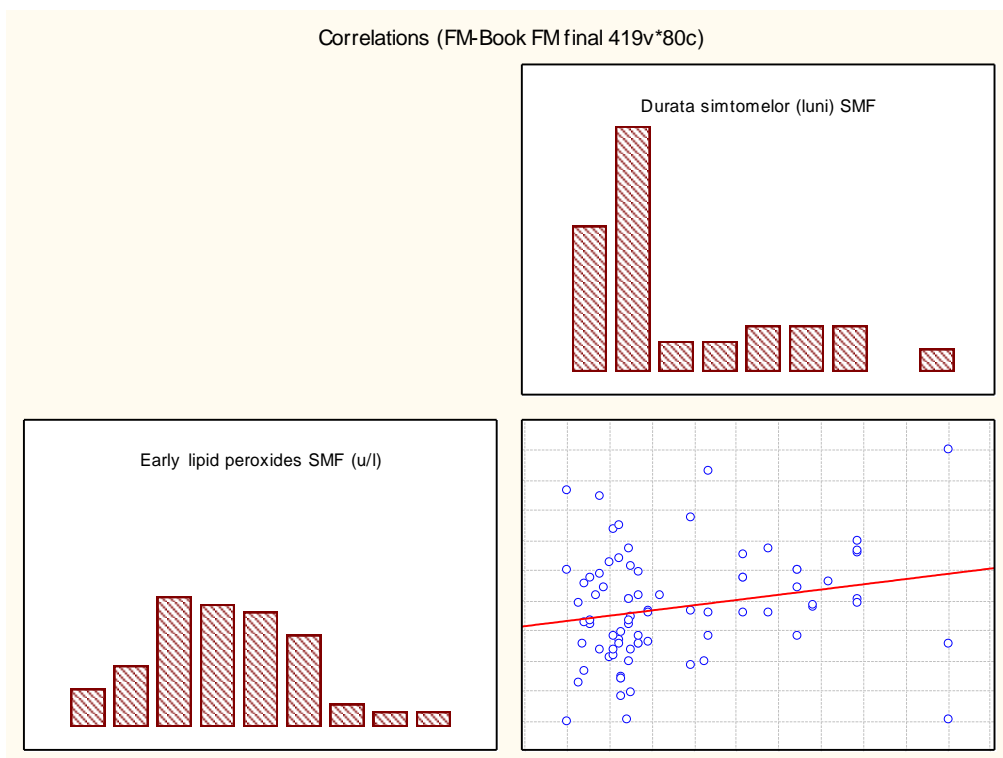 Correlations (FM-Book FM final 419v*80c)
Durata simtomelor (luni) SMF
Early lipid peroxides SMF (u/l)